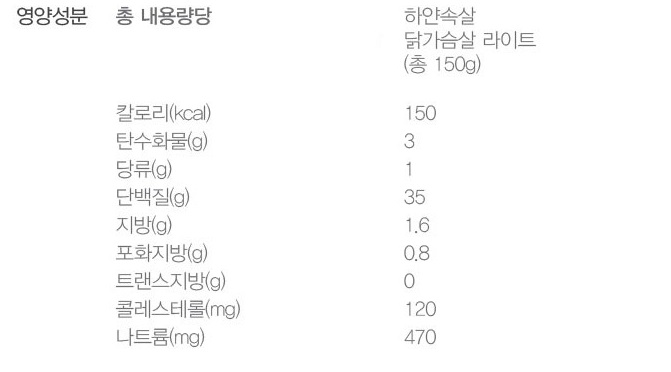 영양성분 총 내용량당 하얀속살
닭가슴살 라이트
(총 150g)
칼로리(kcal) 150
탄수화물(g) 3
당류(g) 1
단백질(g) 35
지방(g) 1.6
포화지방(g) 0.8
트랜스지방(g) 0
콜레스테롤(mg) 120
나트륨(mg) 470